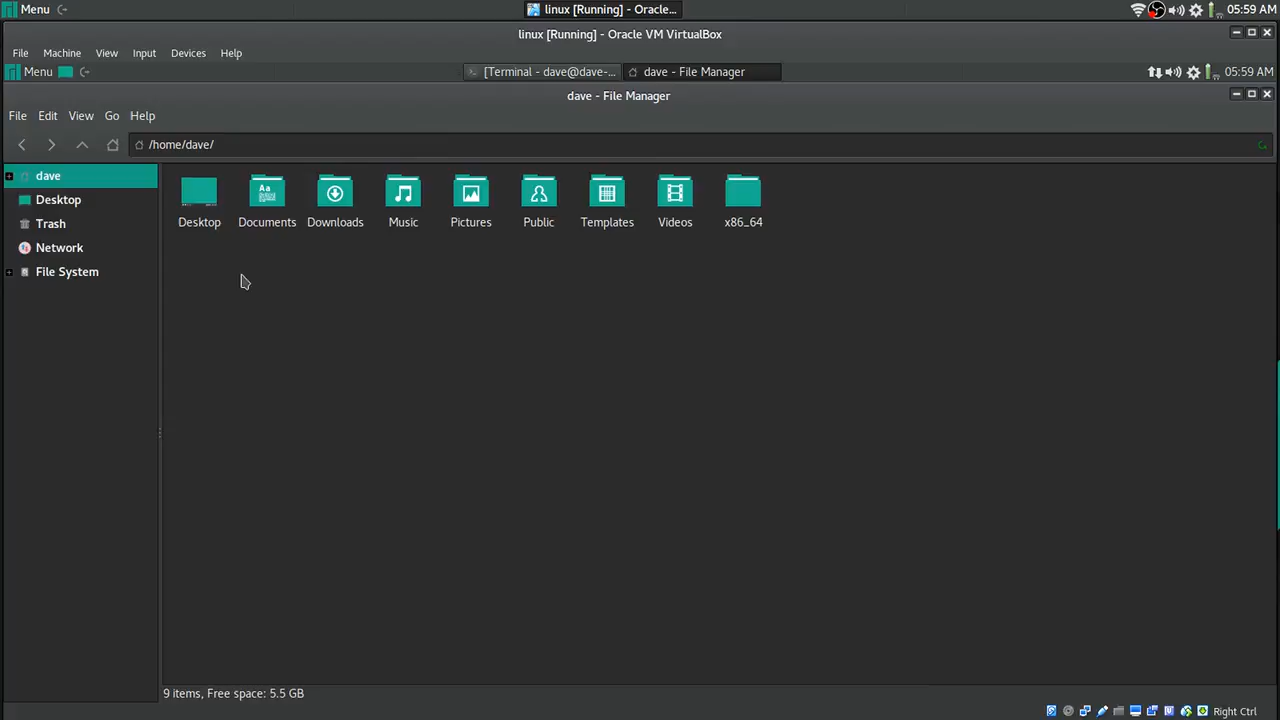 Menu
linux [Running] - Oracle...
05:59 AM
linux [Running] - Oracle VM VirtualBox
File Machine View Input Devices Help
Menu
[Terminal - dave@dave-...
dave - File Manager
05:59 AM
dave - File Manager
File Edit View Go Help
/home/dave/
dave
Desktop
Trash
Network
File System
Desktop Documents Downloads Music Pictures Public Templates Videos x86_64
9 items, Free space: 5.5 GB
Right Ctrl